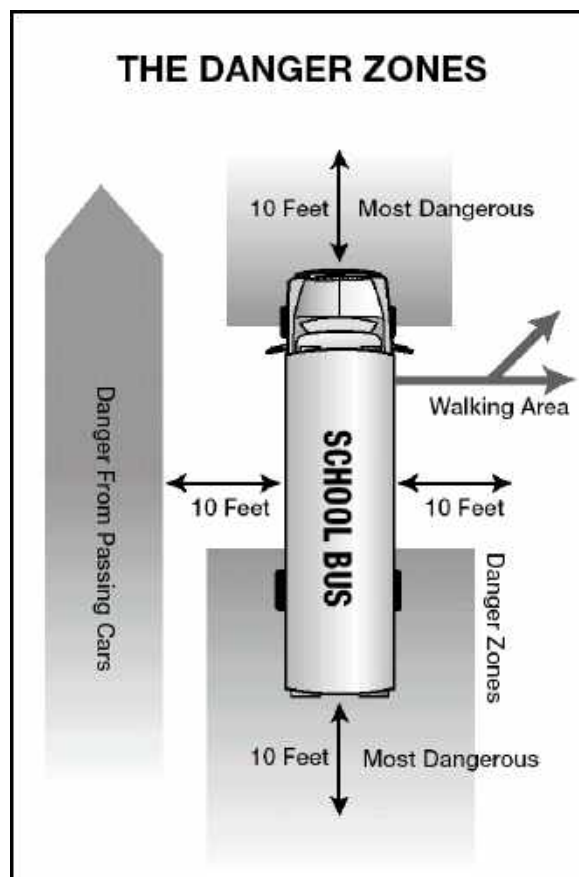 THE DANGER ZONES
10 Feet
Most Dangerous
Walking Area
Danger From Passing Cars
SCHOOL BUS
10 Feet
10 Feet
Danger Zones
10 Feet
Most Dangerous